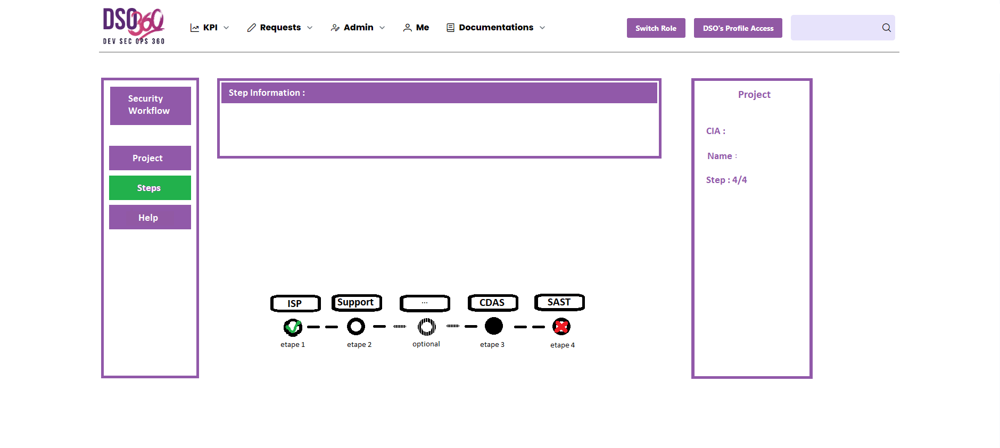 DSO 360
DEV SEC OPS 360
KPI
Requests
Admin
Me
Documentations
Switch Role
DSO's Profile Access
Security
Workflow
Project
Steps
Help
Step Information :
Project
CIA :
Name :
Step : 4/4
ISP
Support
...
CDAS
SAST
etape 1
etape 2
optional
etape 3
etape 4